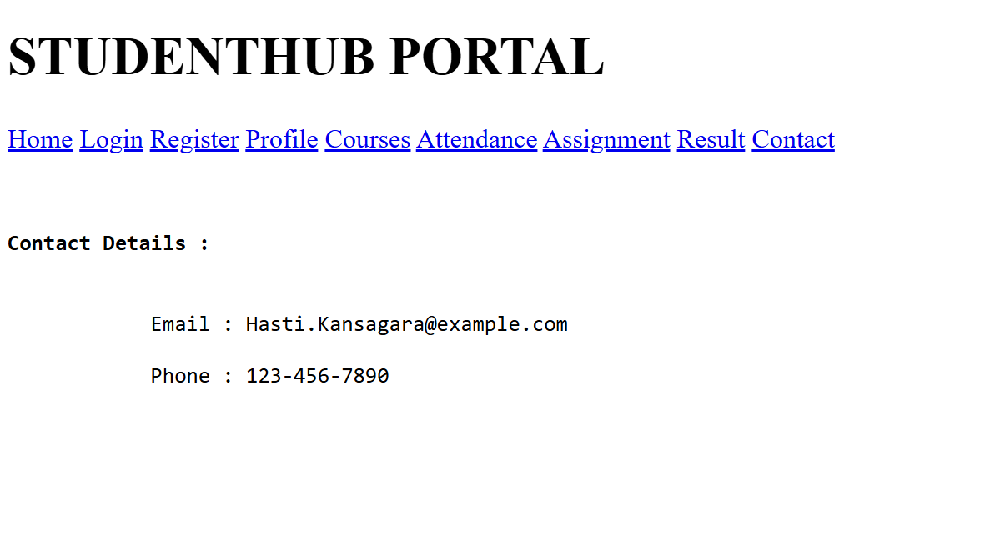 STUDENTHUB PORTAL
Home Login Register Profile Courses Attendance Assignment Result Contact
Contact Details :
Email : Hasti.Kansagara@example.com
Phone : 123-456-7890